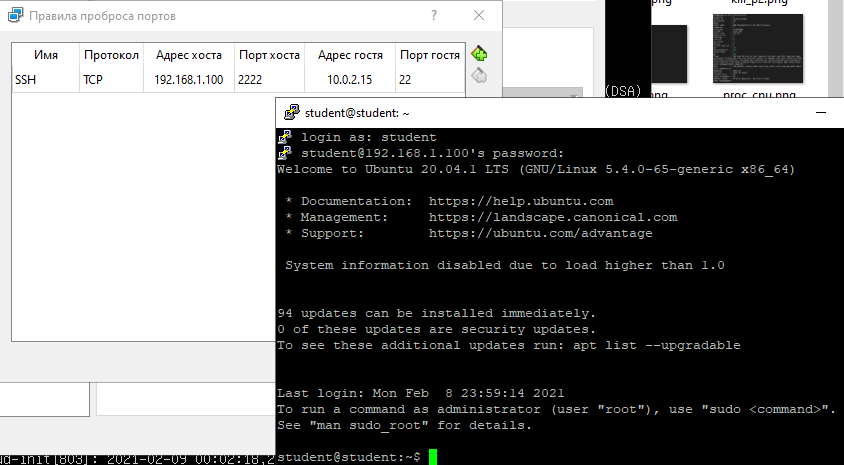 Правила проброса портов
?
Имя Протокол Адрес хоста Порт хоста Адрес гостя Порт гостя
SSH TCP 192.168.1.100 2222 10.0.2.15 22
kill_p2.png
(DSA)
proc_cpu.png
student@student: ~
login as: student
student@192.168.1.100's password:
Welcome to Ubuntu 20.04.1 LTS (GNU/Linux 5.4.0-65-generic x86_64)
* Documentation: https://help.ubuntu.com
* Management: https://landscape.canonical.com
* Support: https://ubuntu.com/advantage
System information disabled due to load higher than 1.0
94 updates can be installed immediately.
0 of these updates are security updates.
To see these additional updates run: apt list --upgradable
Last login: Mon Feb 8 23:59:14 2021
To run a command as administrator (user "root"), use "sudo <command>".
See "man sudo_root" for details.
ud-init[803]: 2021-02-09 00:02:18,2
student@student:~$